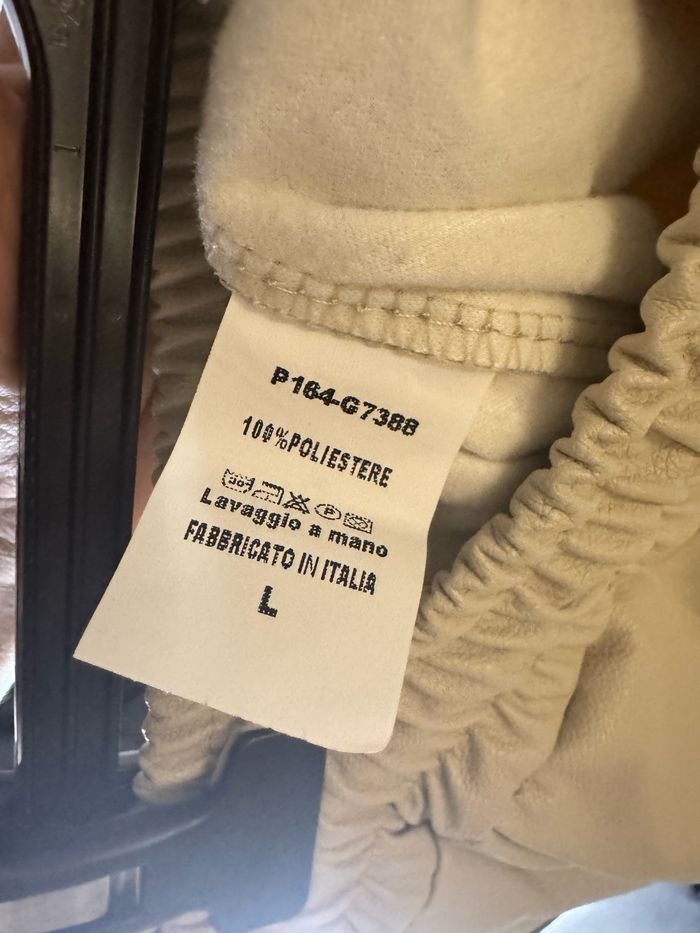 P164-G7388
100%POLIESTERE
Lavaggio a mano
FABBRICATO IN ITALIA
L